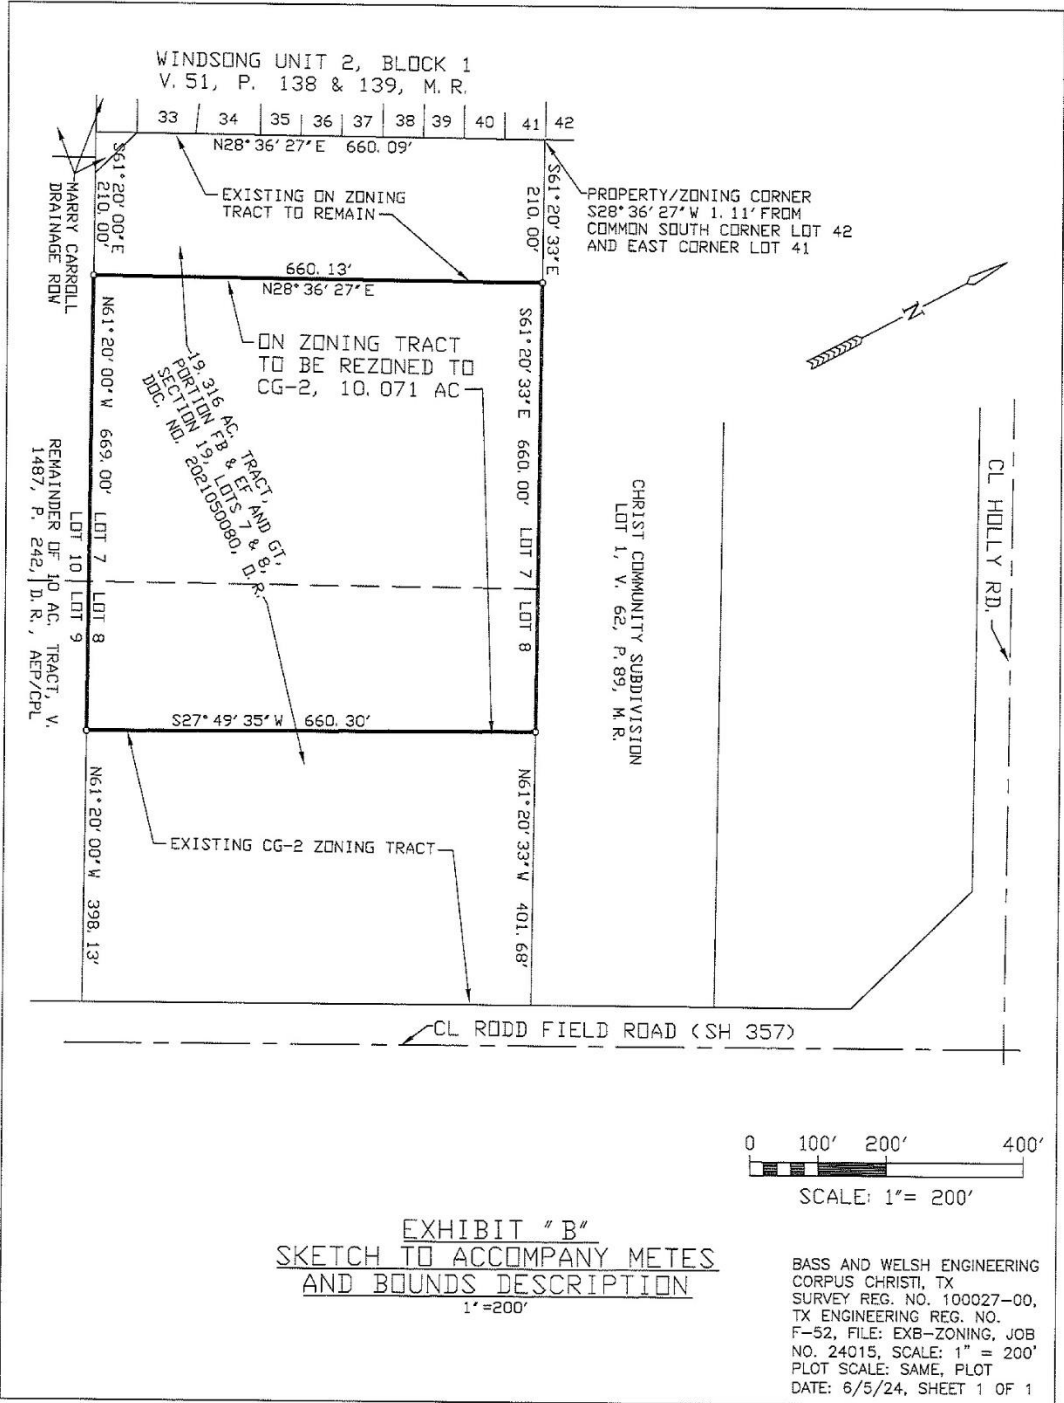 WINDSONG UNIT 2, BLOCK 1
V. 51, P. 138 & 139, M. R.
33 34 35 36 37 38 39 40 41 42
N28°36'27"E 660.09'
S61°20'00"E
210.00'
MARRY CARROLL
DRAINAGE ROW
EXISTING ON ZONING
TRACT TO REMAIN
S61°20'33"E
210.00'
PROPERTY/ZONING CORNER
S28°36'27"W 1.11' FROM
COMMON SOUTH CORNER LOT 42
AND EAST CORNER LOT 41
660.13'
N28°36'27"E
N
ON ZONING TRACT
TO BE REZONED TO
CG-2, 10.071 AC
N61°20'00"W 669.00' LOT 7 LOT 8
LOT 10 LOT 9
REMAINDER OF 10 AC. TRACT, V.
1487, P. 242, D.R., AEP/CPL
19.316 AC. TRACT,
PORTION FB & EF AND GT,
SECTION 19, LOTS 7 & 8,
DOC. NO. 2021050080, D.R.
S61°20'33"E 660.00' LOT 7 LOT 8
CHRIST COMMUNITY SUBDIVISION
LOT 1, V. 62, P.89, M.R.
CL HOLLY RD.
S27°49'35"W 660.30'
N61°20'00"W 398.13'
N61°20'33"W 401.68'
EXISTING CG-2 ZONING TRACT
CL RODD FIELD ROAD (SH 357)
0 100' 200' 400'
SCALE: 1"= 200'
EXHIBIT "B"
SKETCH TO ACCOMPANY METES
AND BOUNDS DESCRIPTION
1"=200'
BASS AND WELSH ENGINEERING
CORPUS CHRISTI, TX
SURVEY REG. NO. 100027-00,
TX ENGINEERING REG. NO.
F-52, FILE: EXB-ZONING, JOB
NO. 24015, SCALE: 1" = 200'
PLOT SCALE: SAME, PLOT
DATE: 6/5/24, SHEET 1 OF 1